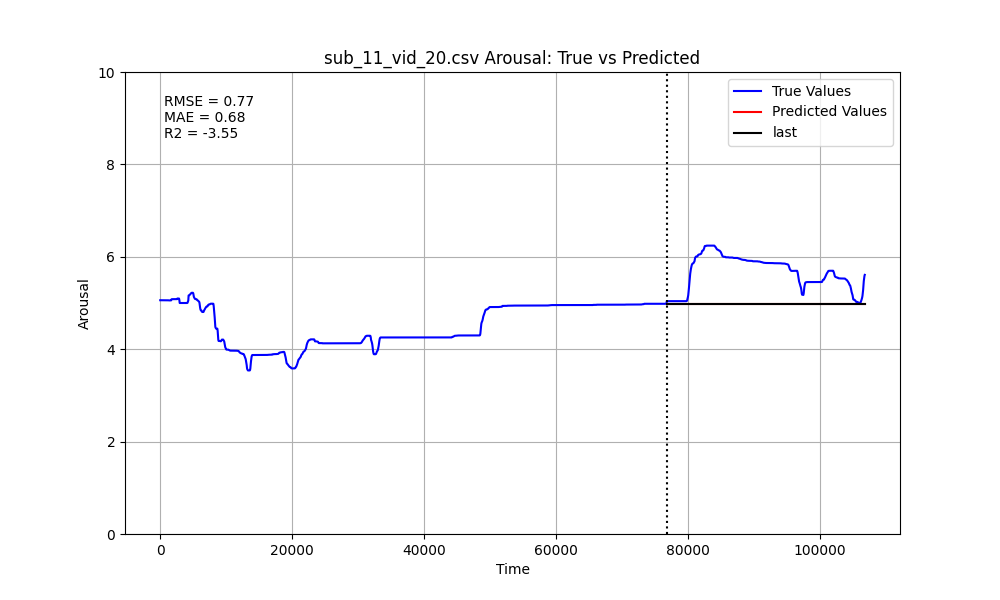 sub_11_vid_20.csv Arousal: True vs Predicted
RMSE = 0.77
MAE = 0.68
R2 = -3.55
True Values
Predicted Values
last
Arousal
10
8
6
4
2
0
0 20000 40000 60000 80000 100000
Time